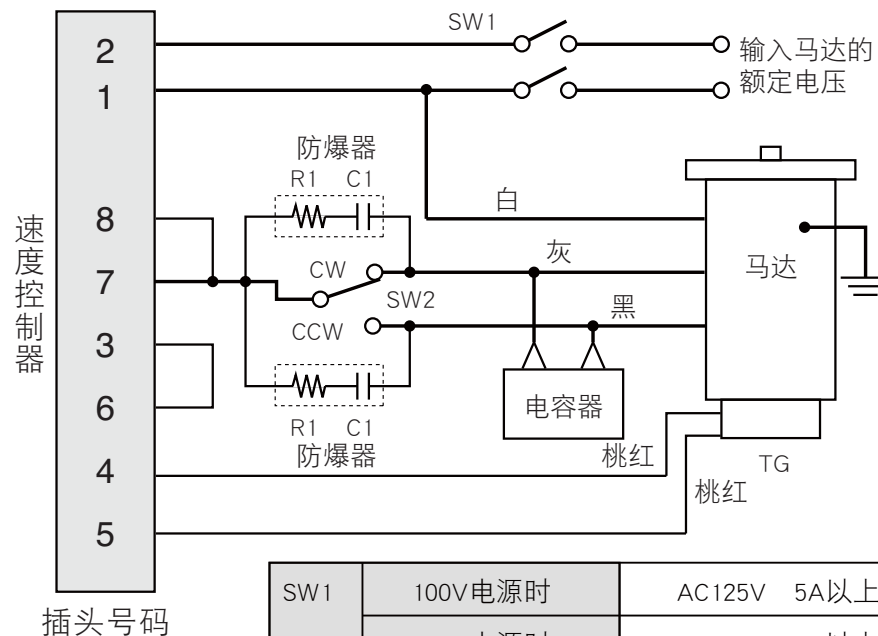 SW1
2
输入马达的
1
额定电压
防爆器
R1 C1
白
8
灰
CW
马达
7
SW2
速度控制器
CCW
黑
3
6
电容器
R1 C1
防爆器
桃红
TG
4
桃红
5
SW1 100V电源时 AC125V 5A以上
插头号码